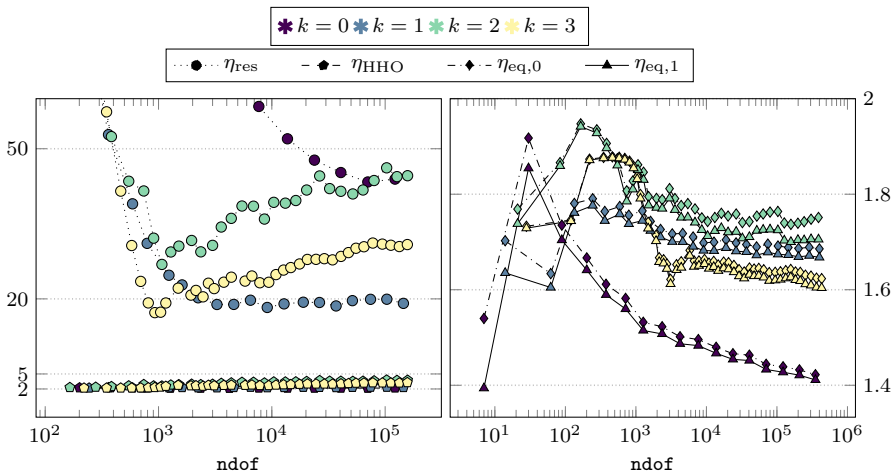 k = 0 k = 1 k = 2 k = 3
η_res η_HHO η_eq,0 η_eq,1
50
20
5
2
10^2 10^3 10^4 10^5
ndof
2
1.8
1.6
1.4
10^1 10^2 10^3 10^4 10^5 10^6
ndof